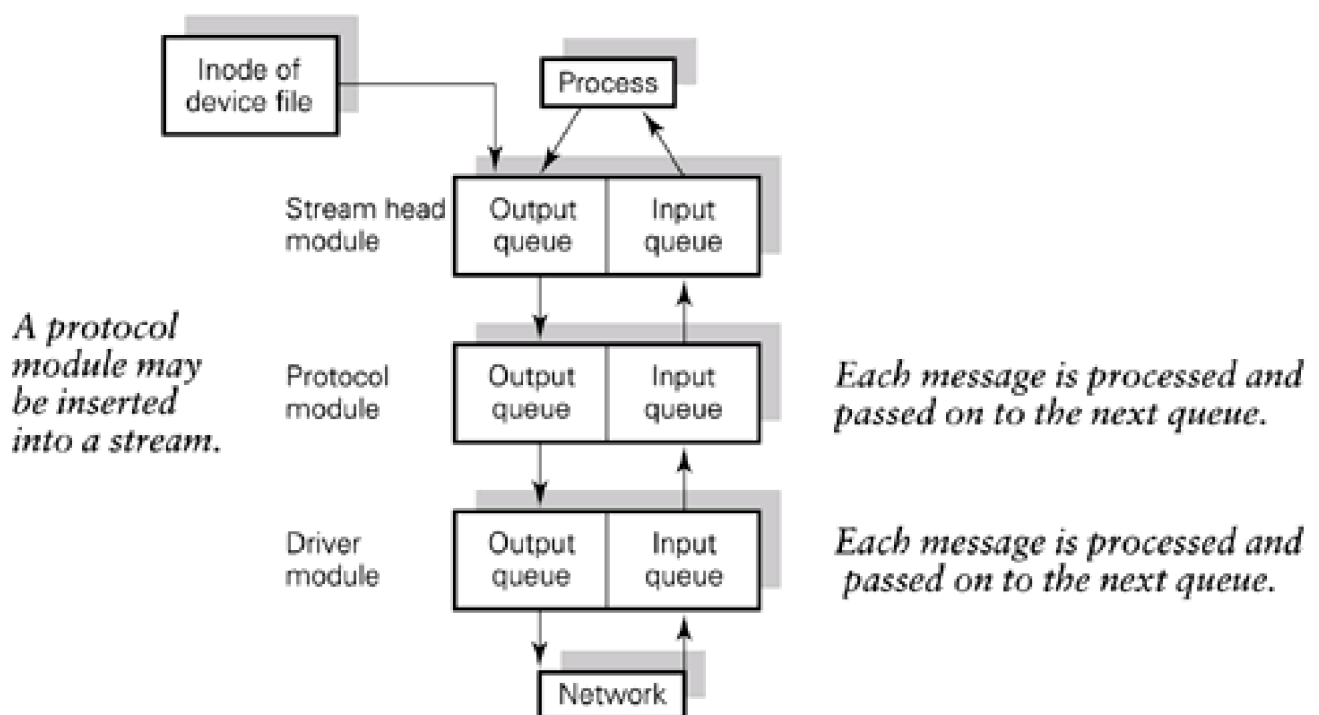 Inode of
device file
Process
Stream head
module
Output
queue
Input
queue
A protocol
module may
be inserted
into a stream.
Protocol
module
Output
queue
Input
queue
Each message is processed and
passed on to the next queue.
Driver
module
Output
queue
Input
queue
Each message is processed and
passed on to the next queue.
Network